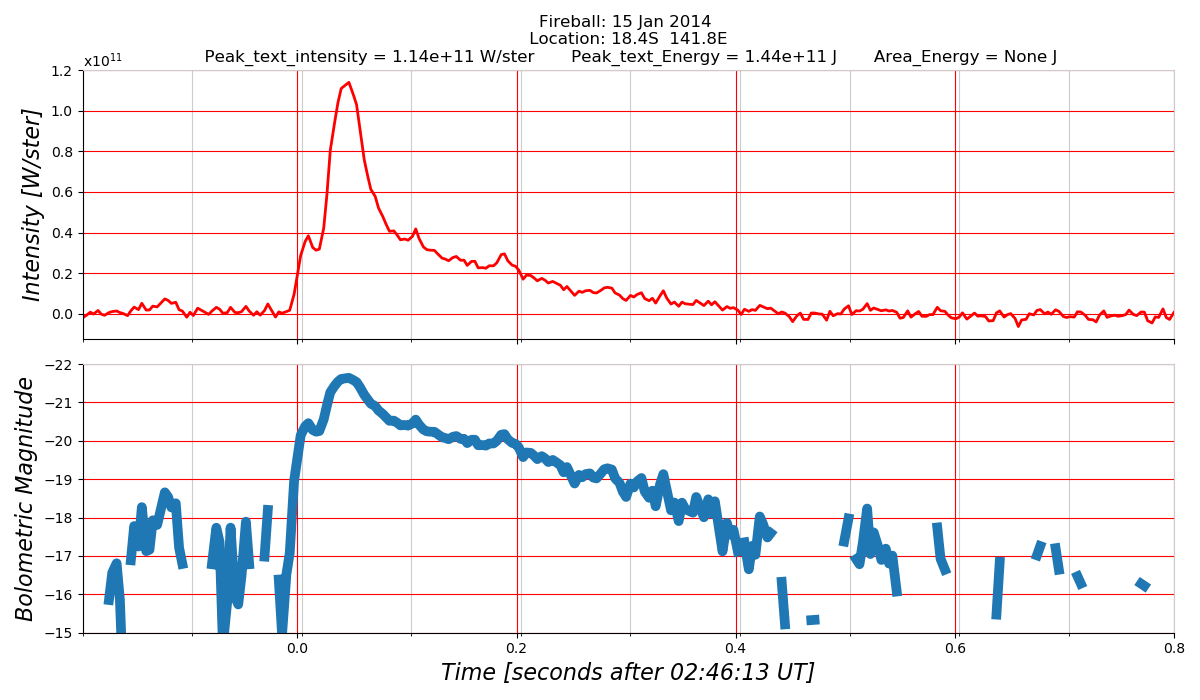 Fireball: 15 Jan 2014
Location: 18.4S 141.8E
Peak_text_intensity = 1.14e+11 W/ster Peak_text_Energy = 1.44e+11 J Area_Energy = None J
x10¹¹
1.2
1.0
0.8
0.6
0.4
0.2
0.0
Intensity [W/ster]
−22
−21
−20
−19
−18
−17
−16
−15
Bolometric Magnitude
0.0 0.2 0.4 0.6 0.8
Time [seconds after 02:46:13 UT]